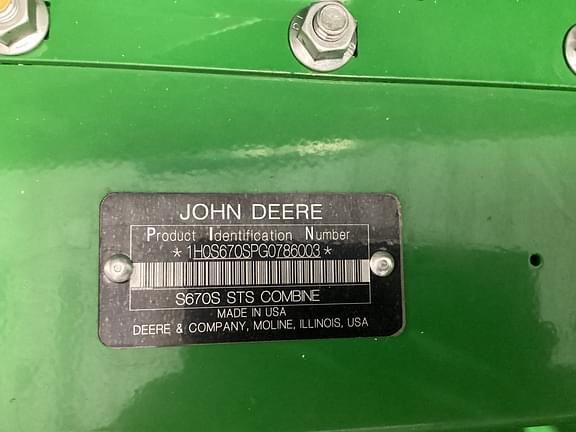 JOHN DEERE
Product Identification Number
*1H0S670SPG0786003*
S670S STS COMBINE
MADE IN USA
DEERE & COMPANY, MOLINE, ILLINOIS, USA